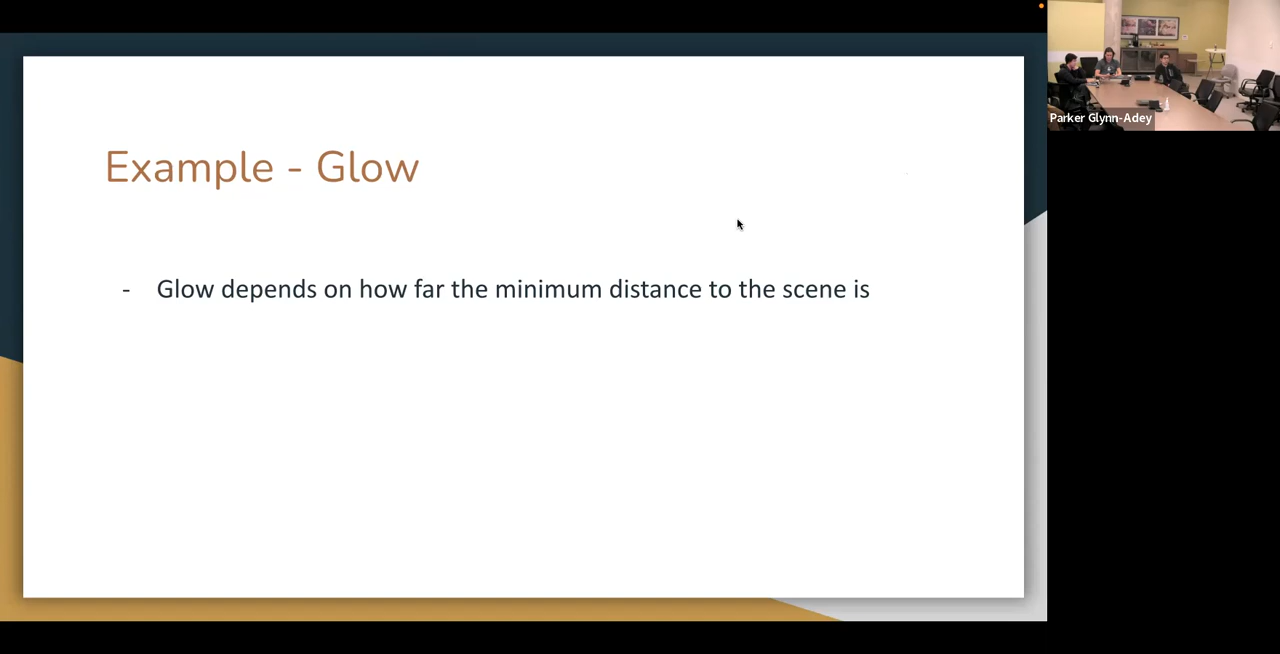 Example - Glow
- Glow depends on how far the minimum distance to the scene is
Parker Glynn-Adey